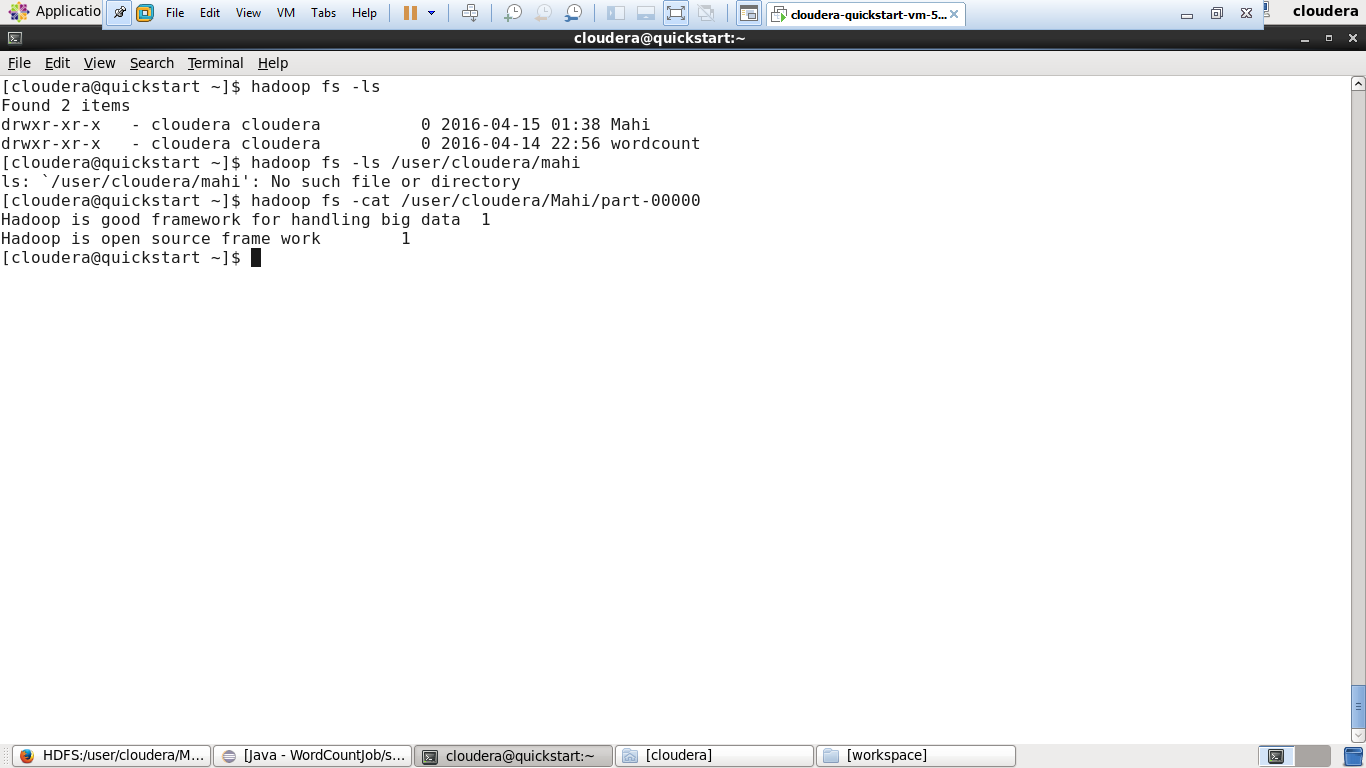 Applicatio File Edit View VM Tabs Help cloudera-quickstart-vm-5... cloudera
cloudera@quickstart:~
File Edit View Search Terminal Help
[cloudera@quickstart ~]$ hadoop fs -ls
Found 2 items
drwxr-xr-x   - cloudera cloudera          0 2016-04-15 01:38 Mahi
drwxr-xr-x   - cloudera cloudera          0 2016-04-14 22:56 wordcount
[cloudera@quickstart ~]$ hadoop fs -ls /user/cloudera/mahi
ls: `/user/cloudera/mahi': No such file or directory
[cloudera@quickstart ~]$ hadoop fs -cat /user/cloudera/Mahi/part-00000
Hadoop is good framework for handling big data  1
Hadoop is open source frame work        1
[cloudera@quickstart ~]$
HDFS:/user/cloudera/M... [Java - WordCountJob/s... cloudera@quickstart:~ [cloudera] [workspace]